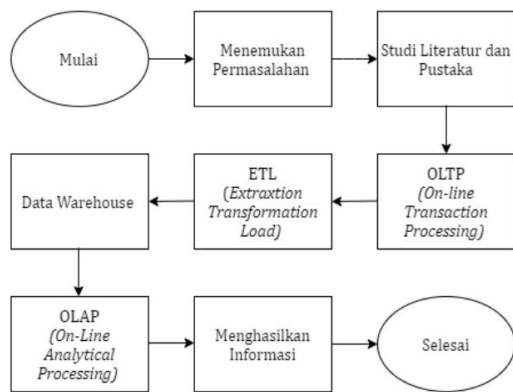 Mulai
Menemukan
Permasalahan
Studi Literatur dan
Pustaka
OLTP
(On-line
Transaction
Processing)
ETL
(Extraxtion
Transformation
Load)
Data Warehouse
OLAP
(On-Line
Analytical
Processing)
Menghasilkan
Informasi
Selesai